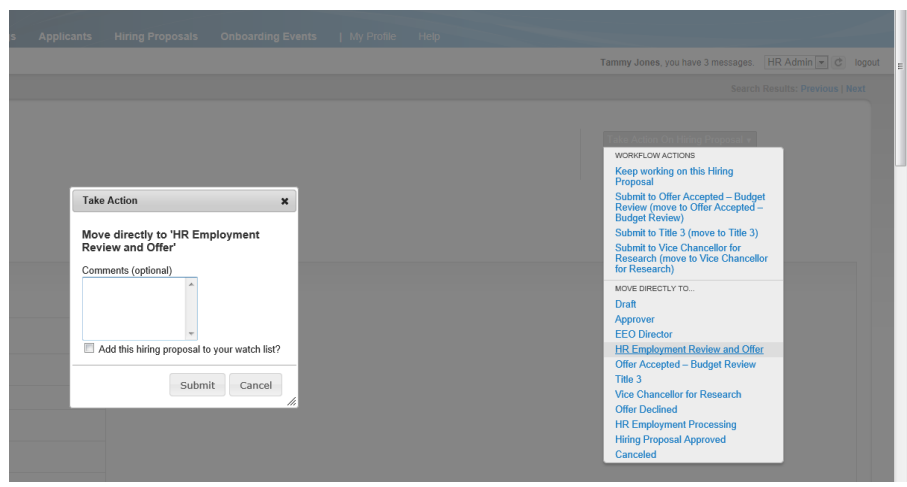 s Applicants Hiring Proposals Onboarding Events | My Profile Help
Tammy Jones, you have 3 messages. HR Admin logout
Search Results: Previous | Next
Take Action On Hiring Proposal
WORKFLOW ACTIONS
Keep working on this Hiring
Proposal
Submit to Offer Accepted – Budget
Review (move to Offer Accepted –
Budget Review)
Submit to Title 3 (move to Title 3)
Submit to Vice Chancellor for
Research (move to Vice Chancellor
for Research)
MOVE DIRECTLY TO...
Draft
Approver
EEO Director
HR Employment Review and Offer
Offer Accepted – Budget Review
Title 3
Vice Chancellor for Research
Offer Declined
HR Employment Processing
Hiring Proposal Approved
Canceled
Take Action
Move directly to 'HR Employment
Review and Offer'
Comments (optional)
Add this hiring proposal to your watch list?
Submit Cancel